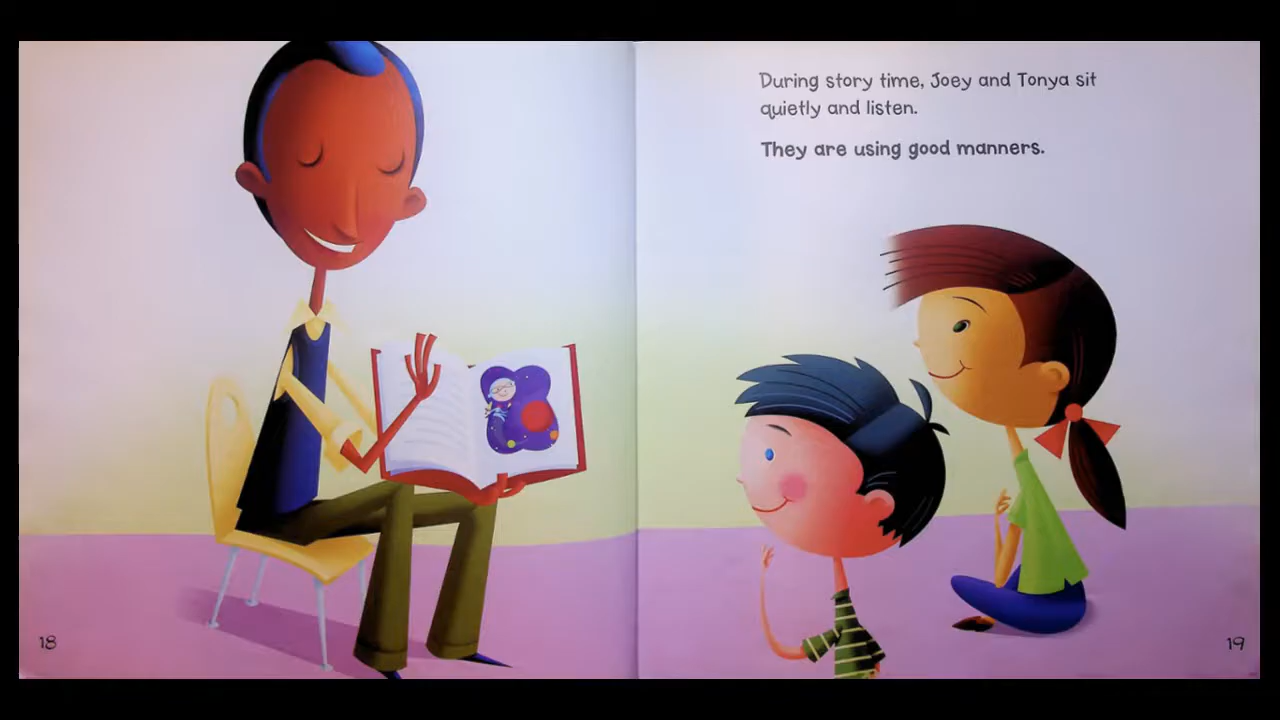 During story time, Joey and Tonya sit
quietly and listen.
They are using good manners.
18
19